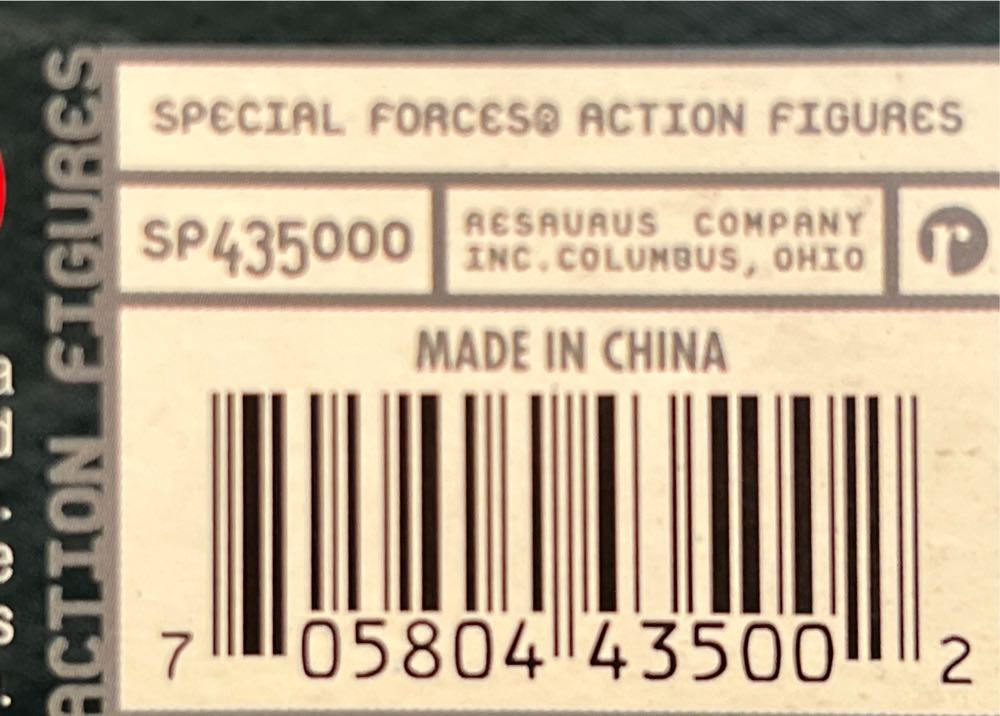 SPECIAL FORCES® ACTION FIGURES
SP435000
RESAURUS COMPANY
INC.COLUMBUS, OHIO
r
MADE IN CHINA
7 05804 43500 2
ACTION FIGURES